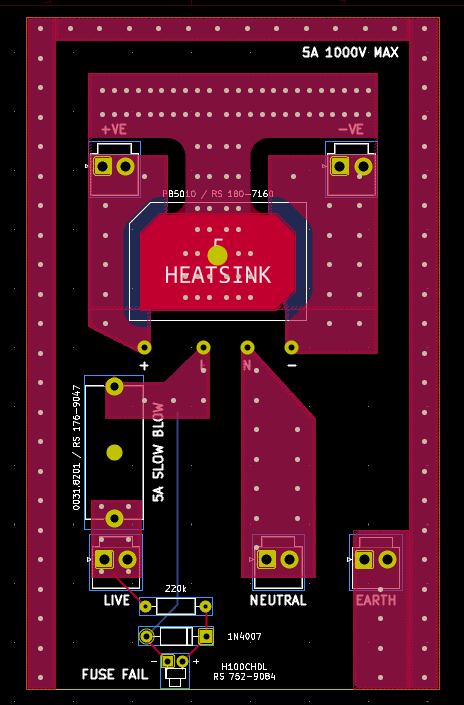 5A 1000V MAX
+VE
-VE
PB5010 / RS 180-7160
F
HEATSINK
+
L
N
-
0031.8201 / RS 176-9047
5A SLOW BLOW
220k
LIVE
NEUTRAL
EARTH
1N4007
- +
FUSE FAIL
H100CHDL
RS 762-9084